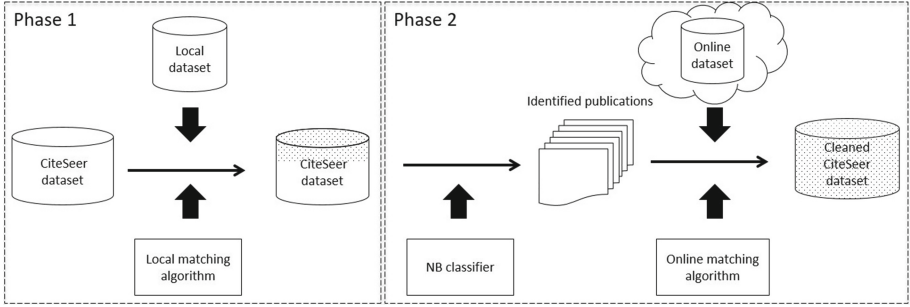 Phase 1
Local
dataset
CiteSeer
dataset
CiteSeer
dataset
Local matching
algorithm
Phase 2
Online
dataset
Identified publications
Cleaned
CiteSeer
dataset
NB classifier
Online matching
algorithm